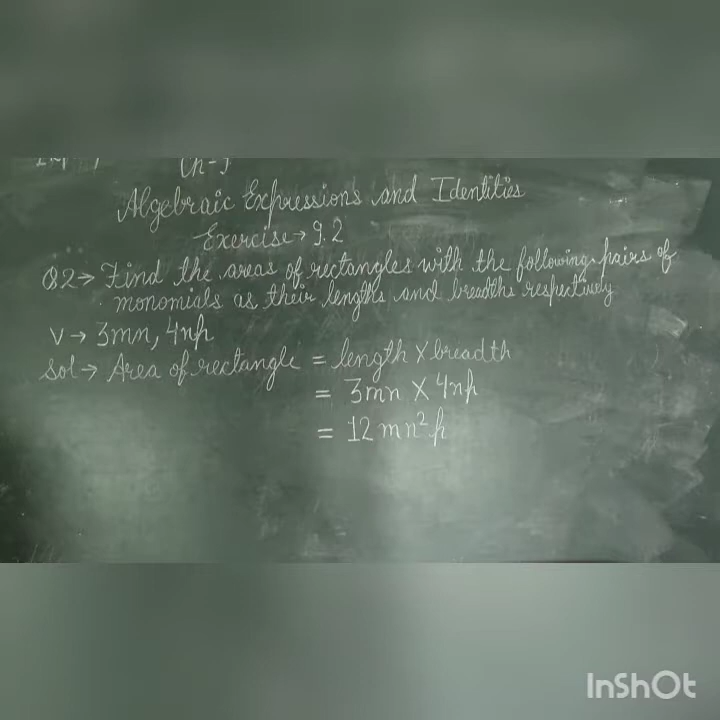 Ch-9
Algebraic Expressions and Identities
Exercise → 9.2
Q2 → Find the areas of rectangles with the following pairs of
monomials as their lengths and breadths respectively
V → 3mn, 4np
Sol → Area of rectangle = length × breadth
= 3mn × 4np
= 12mn²p
InShOt